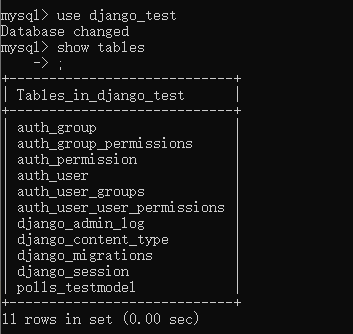 mysql> use django_test
Database changed
mysql> show tables
    -> ;
+----------------------------+
| Tables_in_django_test      |
+----------------------------+
| auth_group                 |
| auth_group_permissions     |
| auth_permission            |
| auth_user                  |
| auth_user_groups           |
| auth_user_user_permissions |
| django_admin_log           |
| django_content_type        |
| django_migrations          |
| django_session             |
| polls_testmodel            |
+----------------------------+
11 rows in set (0.00 sec)